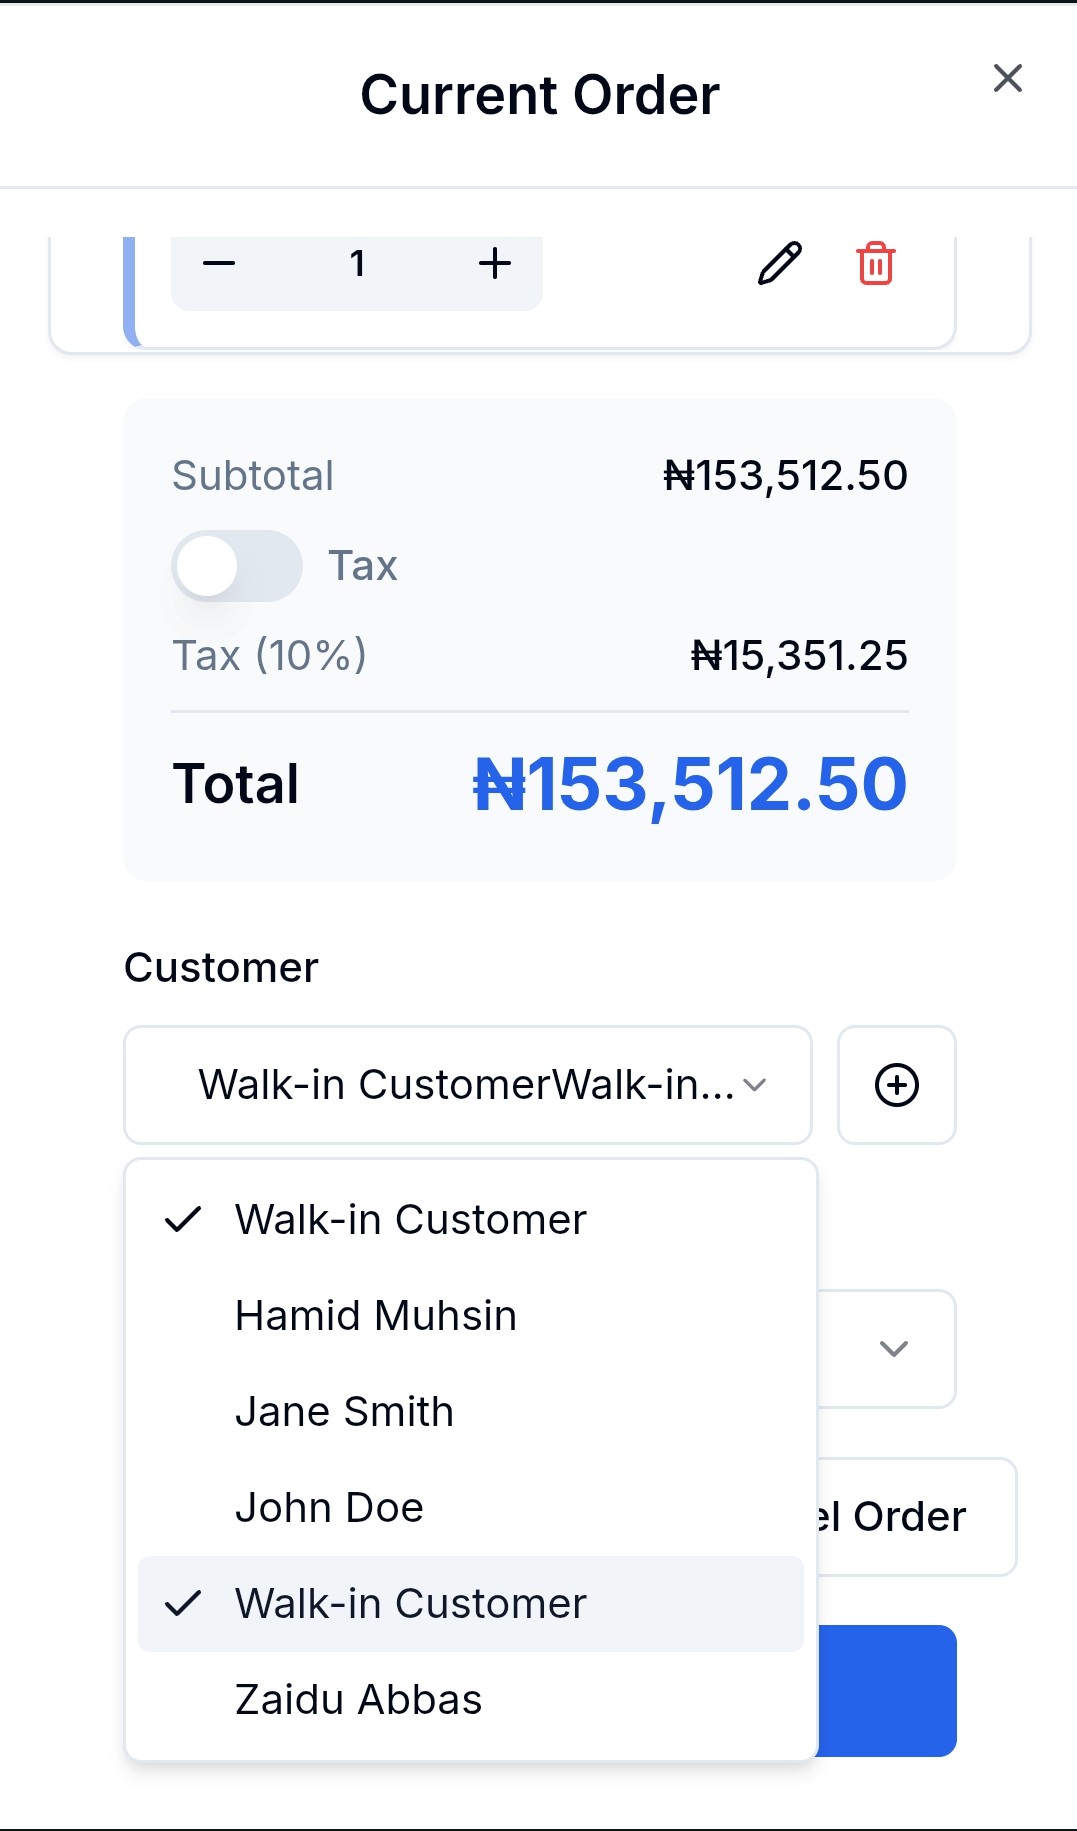 Current Order
1
Subtotal ₦153,512.50
Tax
Tax (10%) ₦15,351.25
Total ₦153,512.50
Customer
Walk-in CustomerWalk-in...
Walk-in Customer
Hamid Muhsin
Jane Smith
John Doe
el Order
Walk-in Customer
Zaidu Abbas